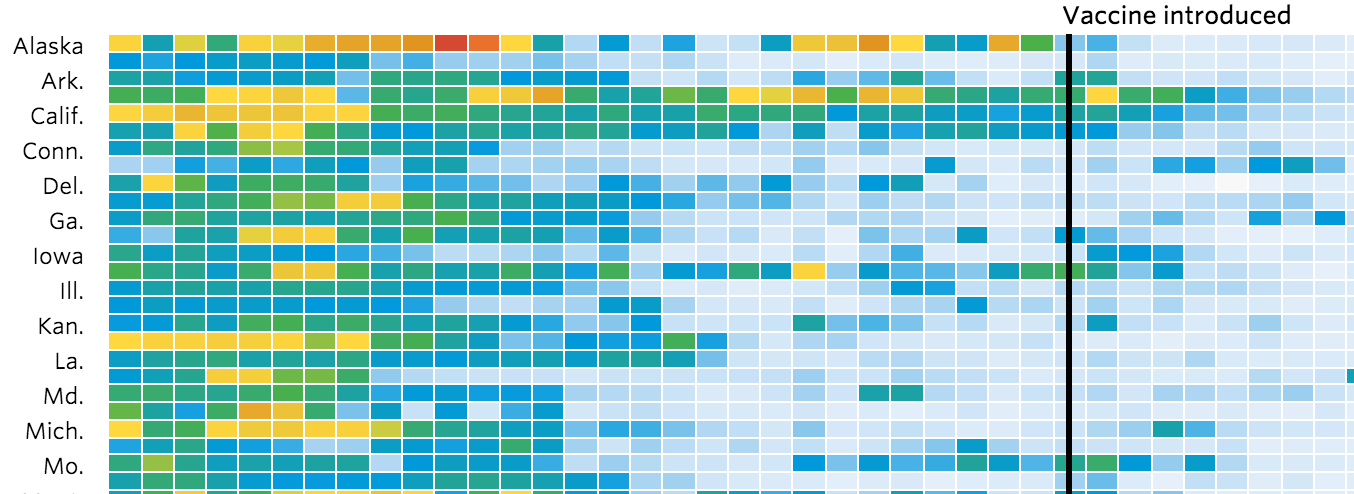 Vaccine introduced
Alaska
Ark.
Calif.
Conn.
Del.
Ga.
Iowa
Ill.
Kan.
La.
Md.
Mich.
Mo.